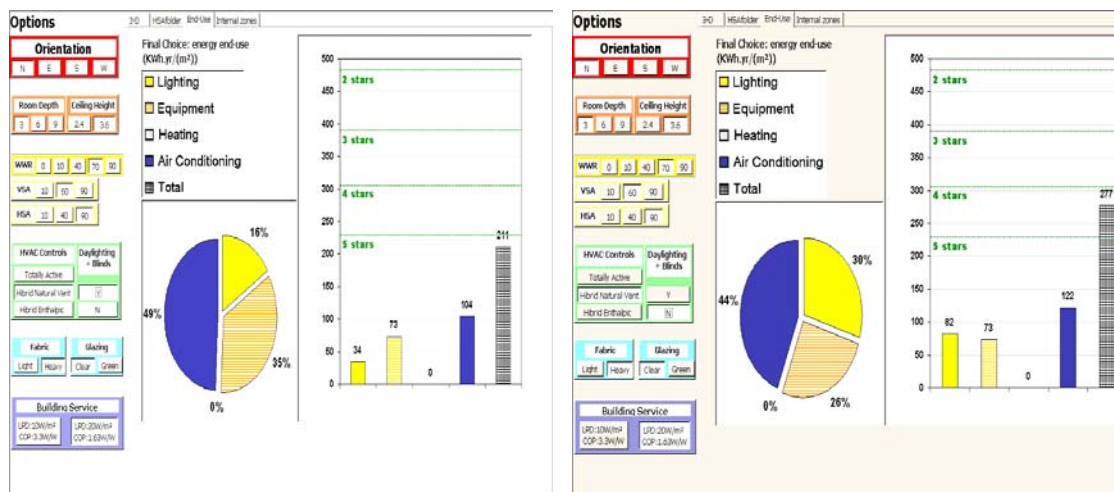 Options
3-D HSAfolder End-Use Internal zones
Orientation
N E S W
Room Depth Ceiling Height
3 6 9 2.4 3.6
WWR 0 10 40 70 90
VSA 10 60 90
HSA 10 40 90
HVAC Controls Daylighting + Blinds
Totally Active
Hibrid Natural Vent Y
Hibrid Enthalpic N
Fabric Glazing
Light Heavy Clear Green
Building Service
LPD:10W/m² LPD:20W/m²
COP:3.3W/W COP:1.63W/W
Final Choice: energy end-use
(KWh.yr/(m²))
Lighting
Equipment
Heating
Air Conditioning
Total
16%
49%
35%
0%
500
450
400
350
300
250
200
150
100
50
0
2 stars
3 stars
4 stars
5 stars
34 73 0 104 211
Options
3-D HSAfolder End-Use Internal zones
Orientation
N E S W
Room Depth Ceiling Height
3 6 9 2.4 3.6
WWR 0 10 40 70 90
VSA 10 60 90
HSA 10 40 90
HVAC Controls Daylighting + Blinds
Totally Active
Hibrid Natural Vent Y
Hibrid Enthalpic N
Fabric Glazing
Light Heavy Clear Green
Building Service
LPD:10W/m² LPD:20W/m²
COP:3.3W/W COP:1.63W/W
Final Choice: energy end-use
(KWh.yr/(m²))
Lighting
Equipment
Heating
Air Conditioning
Total
30%
44%
0%
26%
500
450
400
350
300
250
200
150
100
50
0
2 stars
3 stars
4 stars
5 stars
82 73 0 122 277